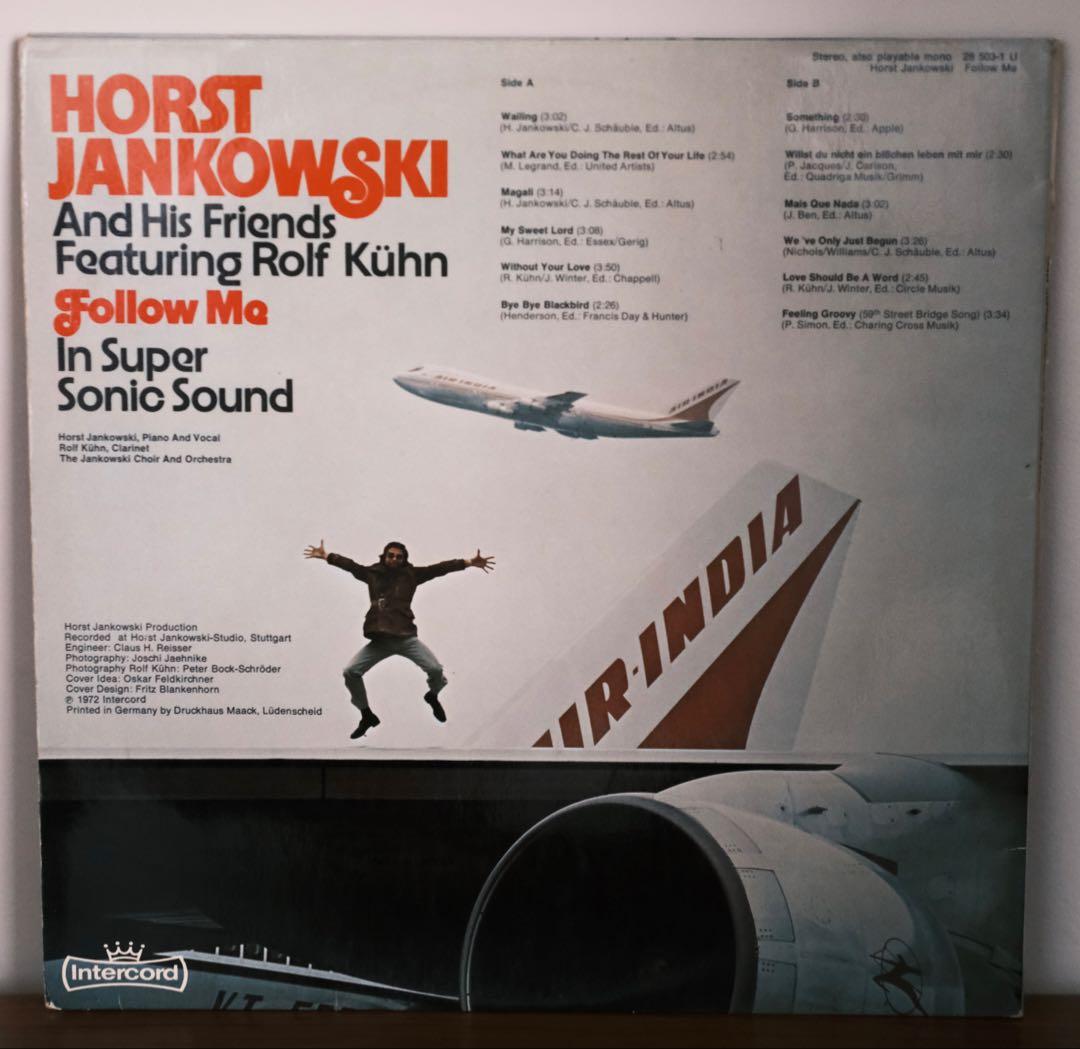 HORST
JANKOWSKI
And His Friends
Featuring Rolf Kühn
Follow Me
In Super
Sonic Sound
Horst Jankowski, Piano And Vocal
Rolf Kühn, Clarinet
The Jankowski Choir And Orchestra
Stereo, also playable mono 28 503-1 U
Horst Jankowski Follow Me
Side A
Wailing (3:02)
(H. Jankowski/C. J. Schäuble, Ed.: Altus)
What Are You Doing The Rest Of Your Life (2:54)
(M. Legrand, Ed.: United Artists)
Magali (3:14)
(H. Jankowski/C. J. Schäuble, Ed.: Altus)
My Sweet Lord (3:08)
(G. Harrison, Ed.: Essex/Gerig)
Without Your Love (3:50)
(R. Kühn/J. Winter, Ed.: Chappell)
Bye Bye Blackbird (2:26)
(Henderson, Ed.: Francis Day & Hunter)
Side B
Something (2:30)
(G. Harrison, Ed.: Apple)
Willst du nicht ein bißchen leben mit mir (2:30)
(P. Jacques/J. Carlson,
Ed.: Quadriga Musik/Grimm)
Mais Que Nada (3:02)
(J. Ben, Ed.: Altus)
We 've Only Just Begun (3:26)
(Nichols/Williams/C. J. Schäuble, Ed.: Altus)
Love Should Be A Word (2:45)
(R. Kühn/J. Winter, Ed.: Circle Musik)
Feeling Groovy (59th Street Bridge Song) (3:34)
(P. Simon, Ed.: Charing Cross Musik)
AIR INDIA
AIR-INDIA
AIR-INDIA
Horst Jankowski Production
Recorded at Horst Jankowski-Studio, Stuttgart
Engineer: Claus H. Reisser
Photography: Joschi Jaehnike
Photography Rolf Kühn: Peter Bock-Schröder
Cover Idea: Oskar Feldkirchner
Cover Design: Fritz Blankenhorn
℗ 1972 Intercord
Printed in Germany by Druckhaus Maack, Lüdenscheid
Intercord